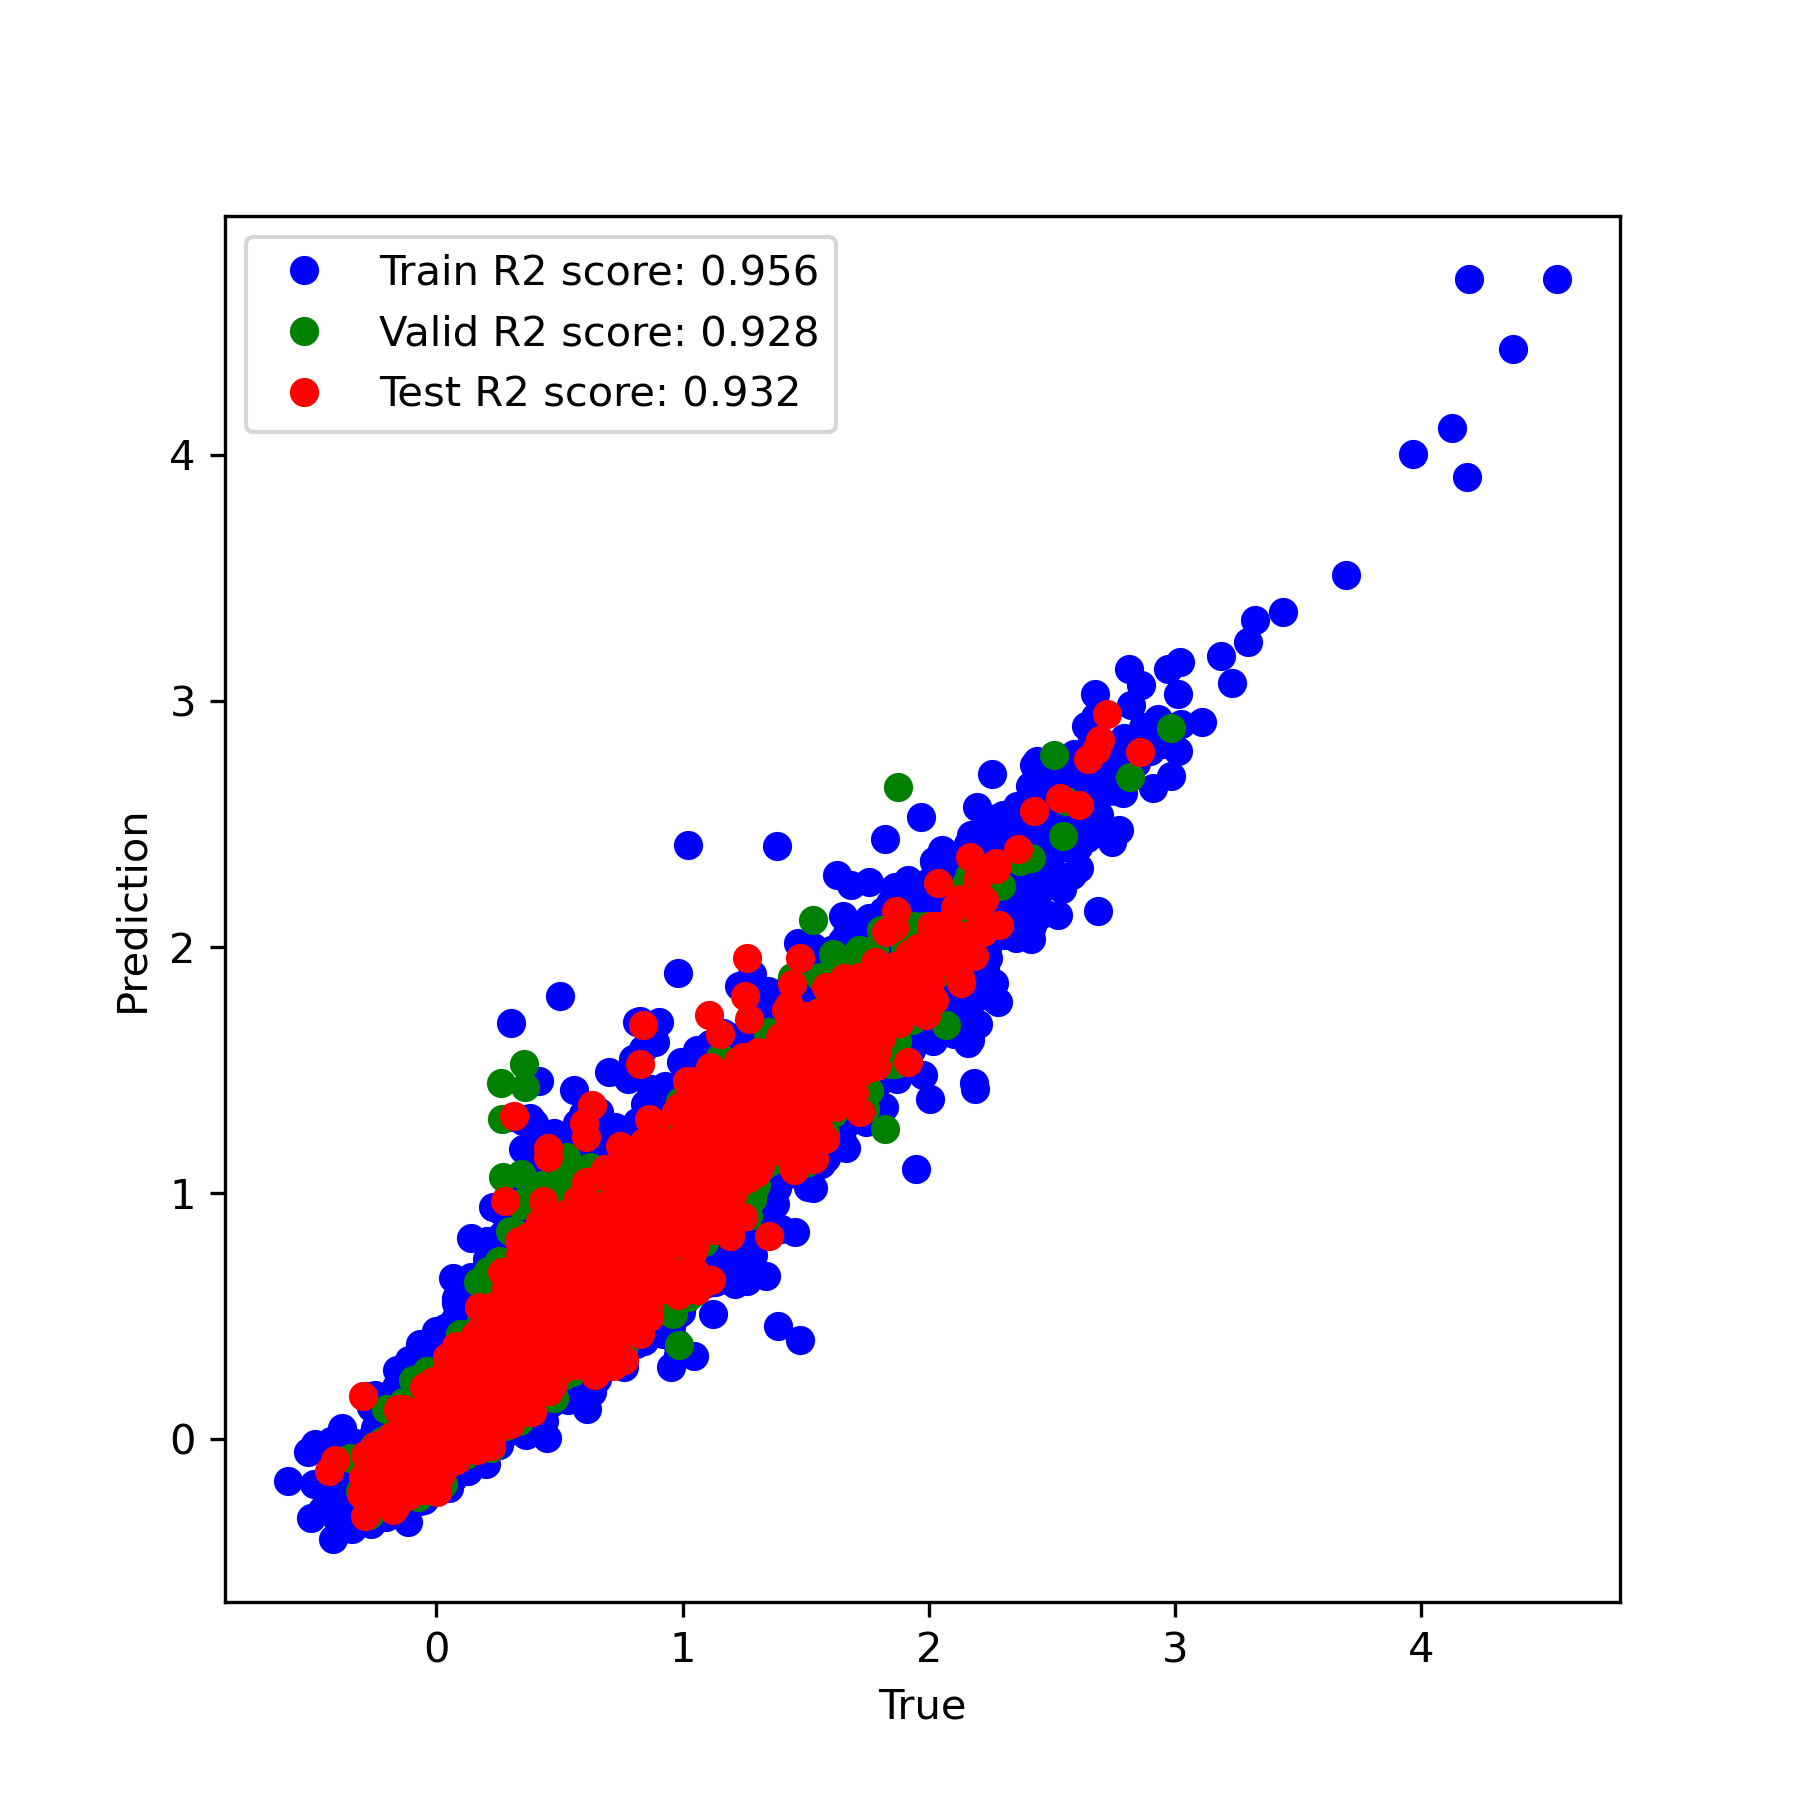 Train R2 score: 0.956
Valid R2 score: 0.928
Test R2 score: 0.932
4
3
2
1
0
Prediction
0 1 2 3 4
True